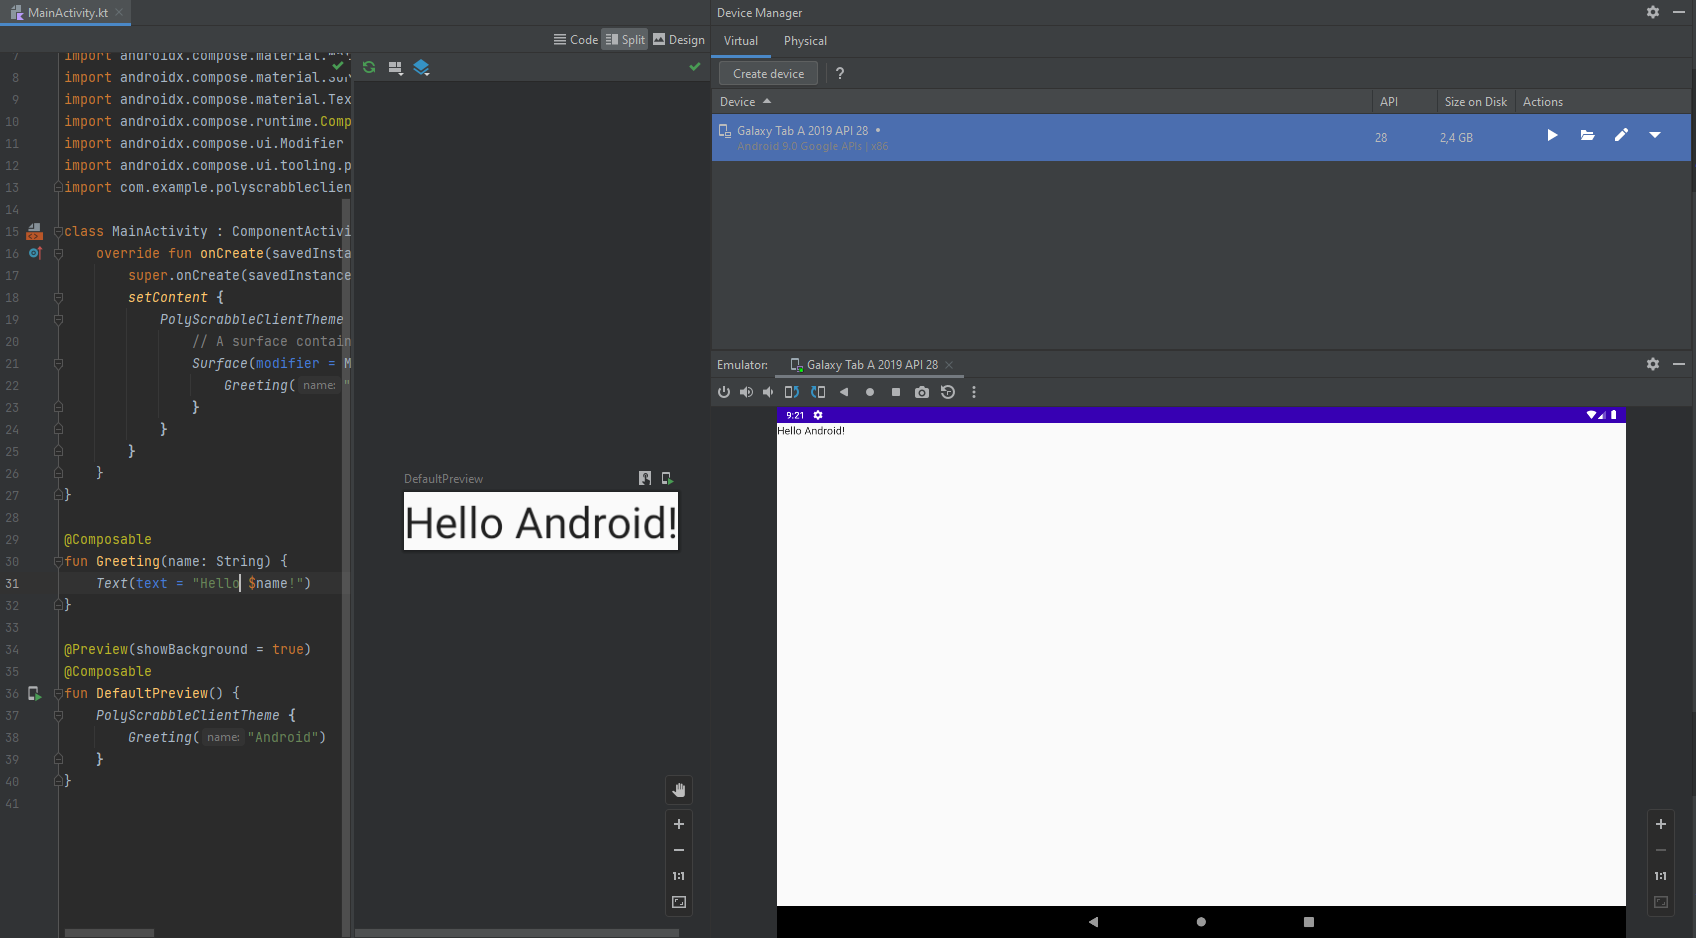 MainActivity.kt
Code Split Design
7 import androidx.compose.material.
8 import androidx.compose.material.Sur
9 import androidx.compose.material.Tex
10 import androidx.compose.runtime.Comp
11 import androidx.compose.ui.Modifier
12 import androidx.compose.ui.tooling.p
13 import com.example.polyscrabbleclien
14
15 class MainActivity : ComponentActivi
16 override fun onCreate(savedInsta
17 super.onCreate(savedInstance
18 setContent {
19 PolyScrabbleClientTheme
20 // A surface contain
21 Surface(modifier = M
22 Greeting( name: "
23 }
24 }
25 }
26 }
27 }
28
29 @Composable
30 fun Greeting(name: String) {
31 Text(text = "Hello $name!")
32 }
33
34 @Preview(showBackground = true)
35 @Composable
36 fun DefaultPreview() {
37 PolyScrabbleClientTheme {
38 Greeting( name: "Android")
39 }
40 }
41
DefaultPreview
Hello Android!
1:1
Device Manager
Virtual Physical
Create device ?
Device API Size on Disk Actions
Galaxy Tab A 2019 API 28 •
Android 9.0 Google APIs | x86
28 2,4 GB
Emulator: Galaxy Tab A 2019 API 28
9:21
Hello Android!
1:1